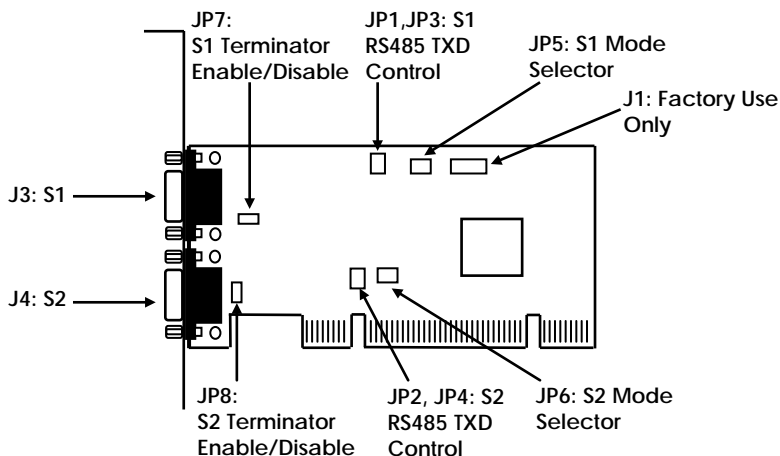 JP7:
S1 Terminator
Enable/Disable
JP1,JP3: S1
RS485 TXD
Control
JP5: S1 Mode
Selector
J1: Factory Use
Only
J3: S1
J4: S2
JP8:
S2 Terminator
Enable/Disable
JP2, JP4: S2
RS485 TXD
Control
JP6: S2 Mode
Selector